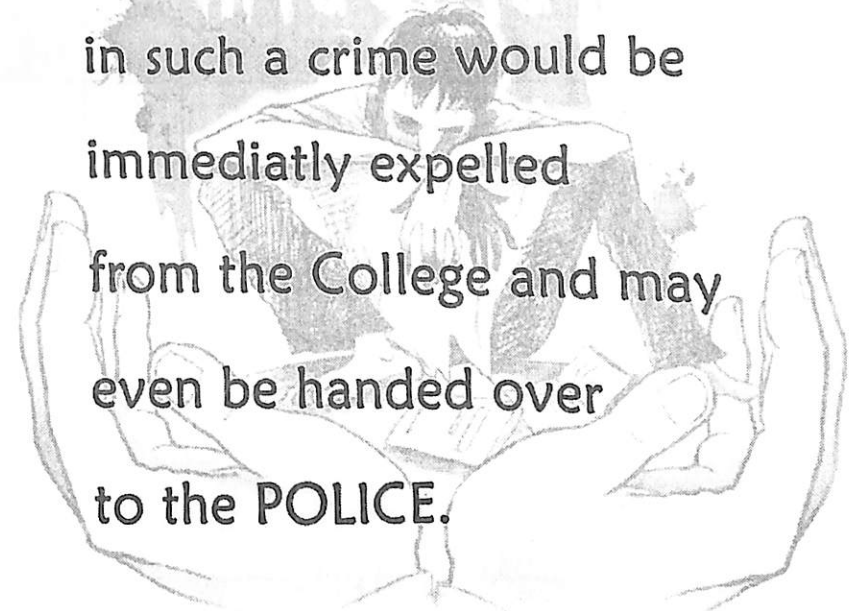 in such a crime would be
immediatly expelled
from the College and may
even be handed over
to the POLICE.